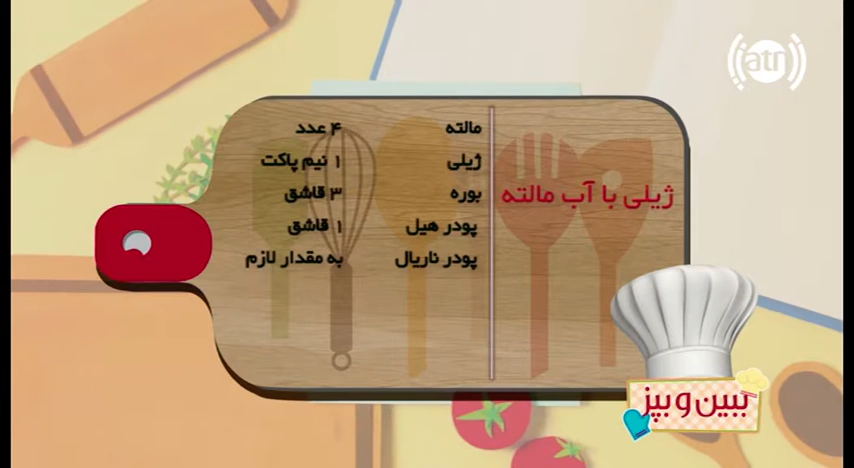 atn
ژیلی با آب مالته
مالته ۴ عدد
ژیلی ۱ نیم پاکت
بوره ۳ قاشق
پودر هیل ۱ قاشق
پودر ناریال به مقدار لازم
ببین و بپز